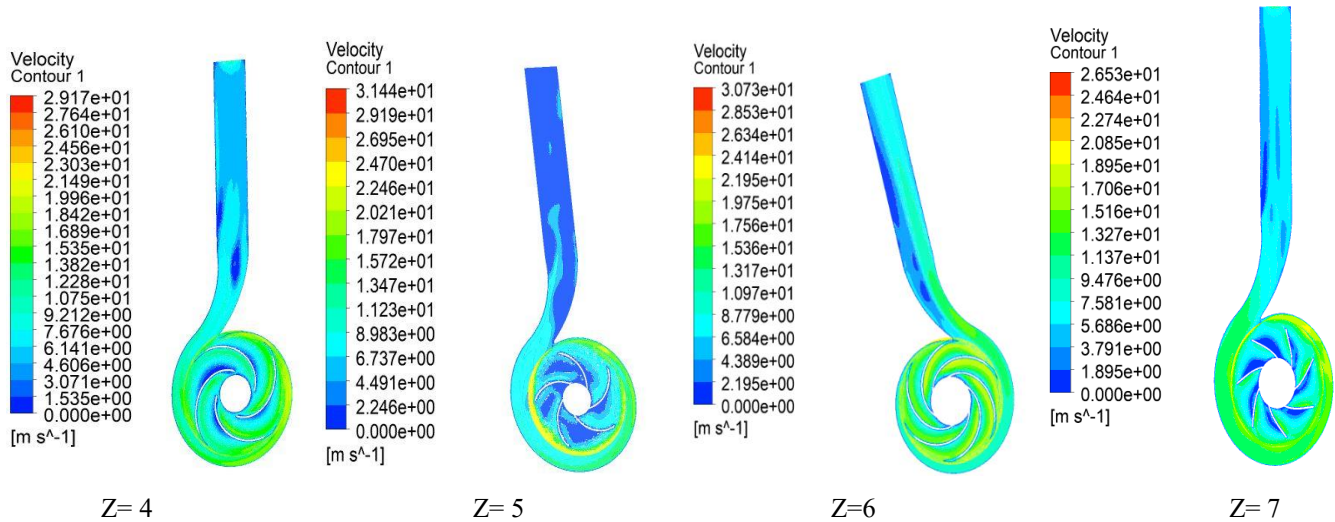 Velocity
Contour 1
2.917e+01
2.764e+01
2.610e+01
2.456e+01
2.303e+01
2.149e+01
1.996e+01
1.842e+01
1.689e+01
1.535e+01
1.382e+01
1.228e+01
1.075e+01
9.212e+00
7.676e+00
6.141e+00
4.606e+00
3.071e+00
1.535e+00
0.000e+00
[m s^-1]
Z= 4
Velocity
Contour 1
3.144e+01
2.919e+01
2.695e+01
2.470e+01
2.246e+01
2.021e+01
1.797e+01
1.572e+01
1.347e+01
1.123e+01
8.983e+00
6.737e+00
4.491e+00
2.246e+00
0.000e+00
[m s^-1]
Z= 5
Velocity
Contour 1
3.073e+01
2.853e+01
2.634e+01
2.414e+01
2.195e+01
1.975e+01
1.756e+01
1.536e+01
1.317e+01
1.097e+01
8.779e+00
6.584e+00
4.389e+00
2.195e+00
0.000e+00
[m s^-1]
Z=6
Velocity
Contour 1
2.653e+01
2.464e+01
2.274e+01
2.085e+01
1.895e+01
1.706e+01
1.516e+01
1.327e+01
1.137e+01
9.476e+00
7.581e+00
5.686e+00
3.791e+00
1.895e+00
0.000e+00
[m s^-1]
Z= 7